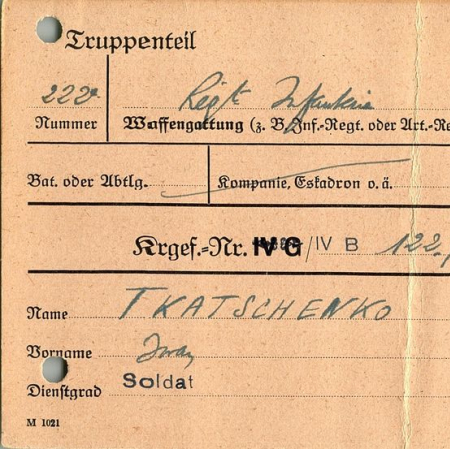 Truppenteil
222 Regt Infanterie
Nummer Waffengattung (z. B. Inf.-Regt. oder Art.-Re
Bat. oder Abtlg. Kompanie, Eskadron o.ä.
Krgef.-Nr. IV G / IV B 122.
Name TKATSCHENKO
Vorname Iwan
Dienstgrad Soldat
M 1021